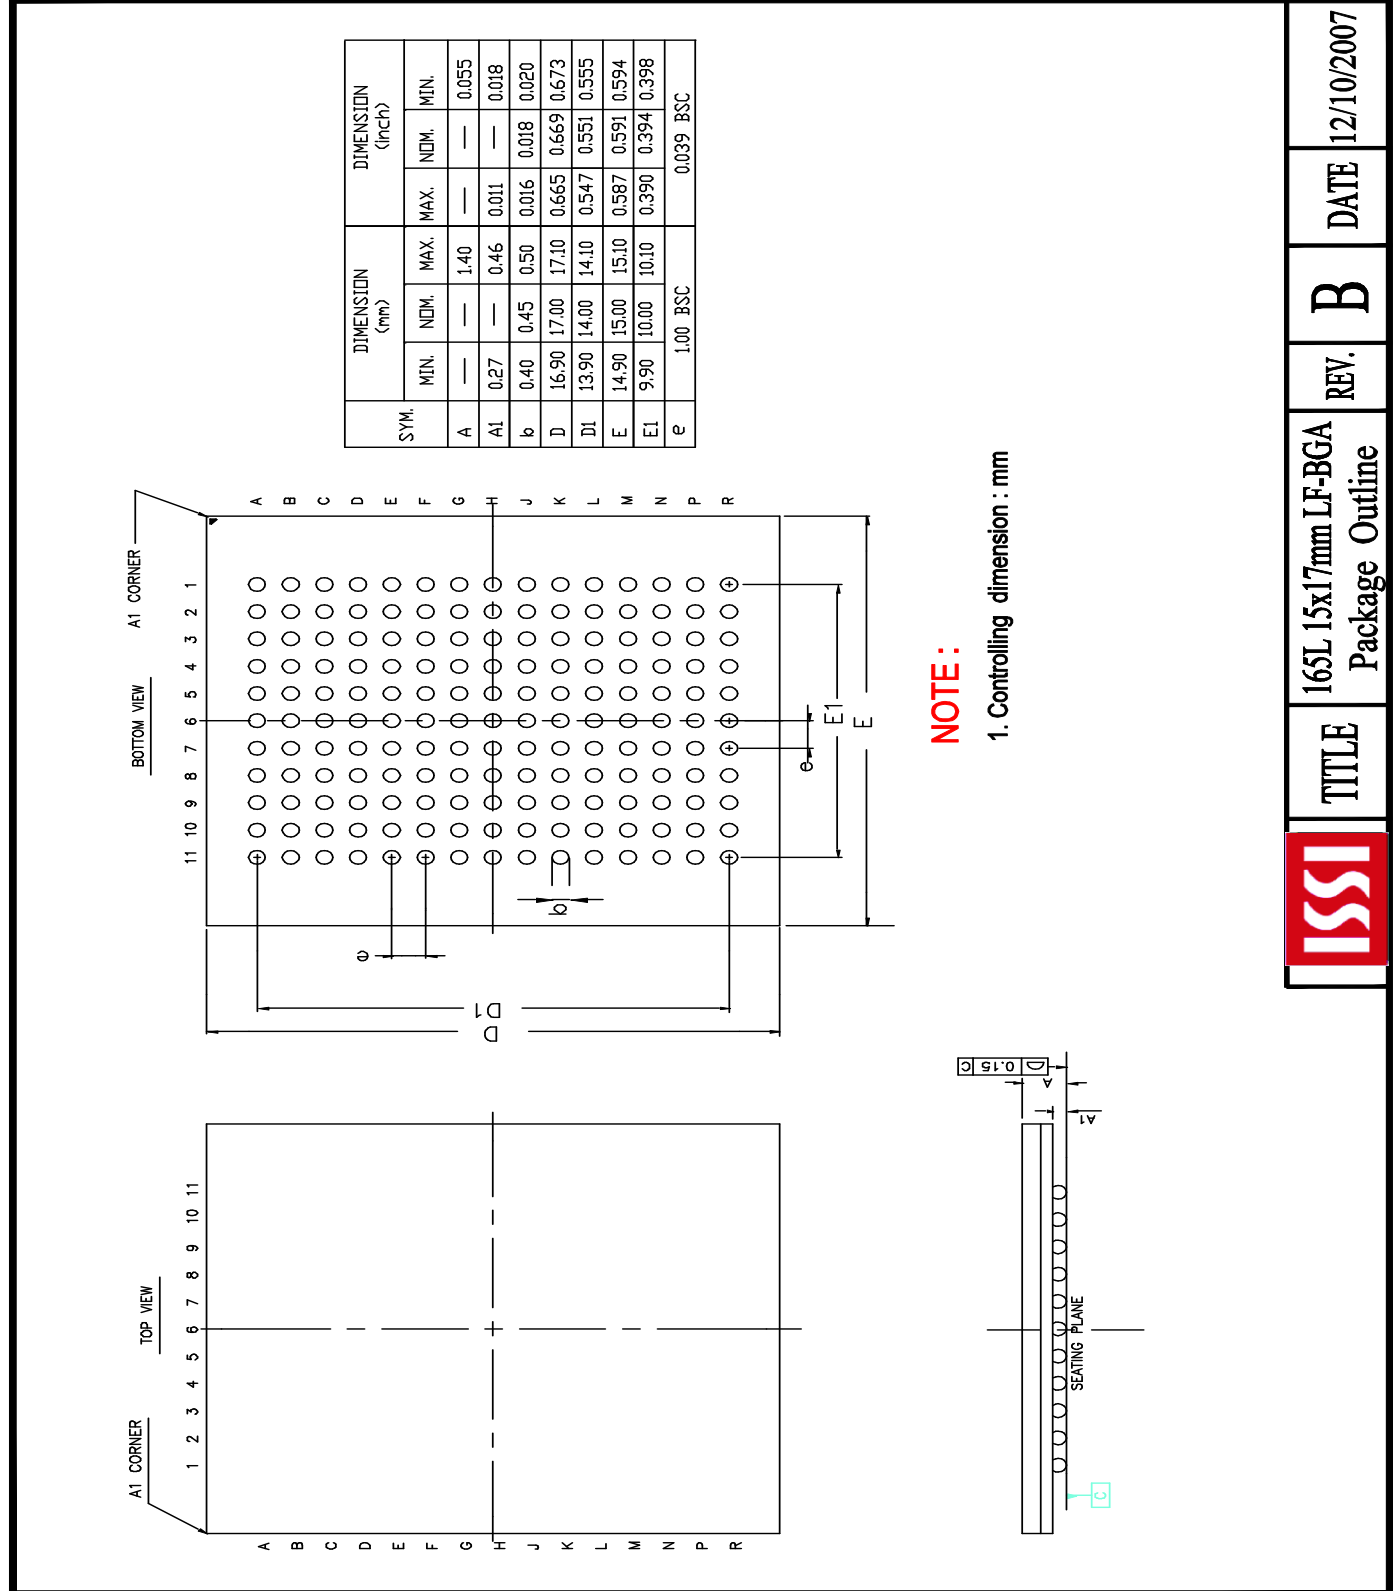 A1 CORNER
TOP VIEW
1 2 3 4 5 6 7 8 9 10 11
A
B
C
D
E
F
G
H
J
K
L
M
N
P
R
BOTTOM VIEW
A1 CORNER
11 10 9 8 7 6 5 4 3 2 1
A
B
C
D
E
F
G
H
J
K
L
M
N
P
R
e
D1
D
b
e
E1
E
SYM. DIMENSION (mm) DIMENSION (inch)
MIN. NOM. MAX. MAX. NOM. MIN.
A — — 1.40 — — 0.055
A1 0.27 — 0.46 0.011 — 0.018
b 0.40 0.45 0.50 0.016 0.018 0.020
D 16.90 17.00 17.10 0.665 0.669 0.673
D1 13.90 14.00 14.10 0.547 0.551 0.555
E 14.90 15.00 15.10 0.587 0.591 0.594
E1 9.90 10.00 10.10 0.390 0.394 0.398
e 1.00 BSC 0.039 BSC
0.15 C
A
A1
SEATING PLANE
C
NOTE :
1. Controlling dimension : mm
ISSI
TITLE
165L 15x17mm LF-BGA
Package Outline
REV.
B
DATE
12/10/2007